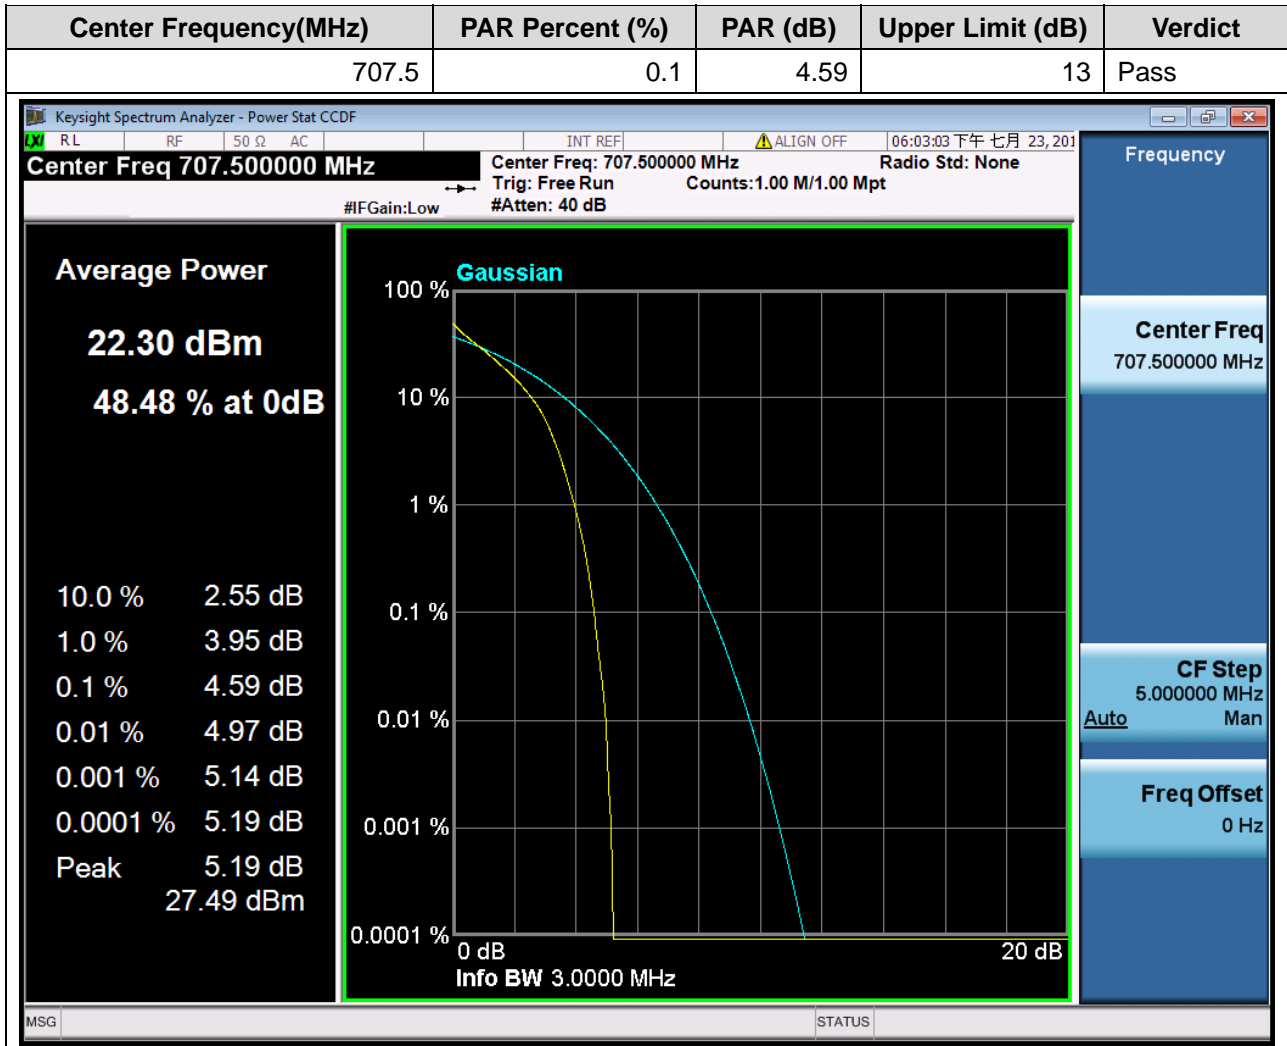 Center Frequency(MHz) PAR Percent (%) PAR (dB) Upper Limit (dB) Verdict
707.5 0.1 4.59 13 Pass
Keysight Spectrum Analyzer - Power Stat CCDF
LXI RL RF 50 Ω AC INT REF ALIGN OFF 06:03:03 下午 七月 23, 201
Center Freq 707.500000 MHz
Center Freq: 707.500000 MHz Radio Std: None
Trig: Free Run Counts:1.00 M/1.00 Mpt
#IFGain:Low #Atten: 40 dB
Frequency
Average Power
22.30 dBm
48.48 % at 0dB
10.0 % 2.55 dB
1.0 % 3.95 dB
0.1 % 4.59 dB
0.01 % 4.97 dB
0.001 % 5.14 dB
0.0001 % 5.19 dB
Peak 5.19 dB
27.49 dBm
Gaussian
100 %
10 %
1 %
0.1 %
0.01 %
0.001 %
0.0001 %
0 dB 20 dB
Info BW 3.0000 MHz
Center Freq
707.500000 MHz
CF Step
5.000000 MHz
Auto Man
Freq Offset
0 Hz
MSG STATUS